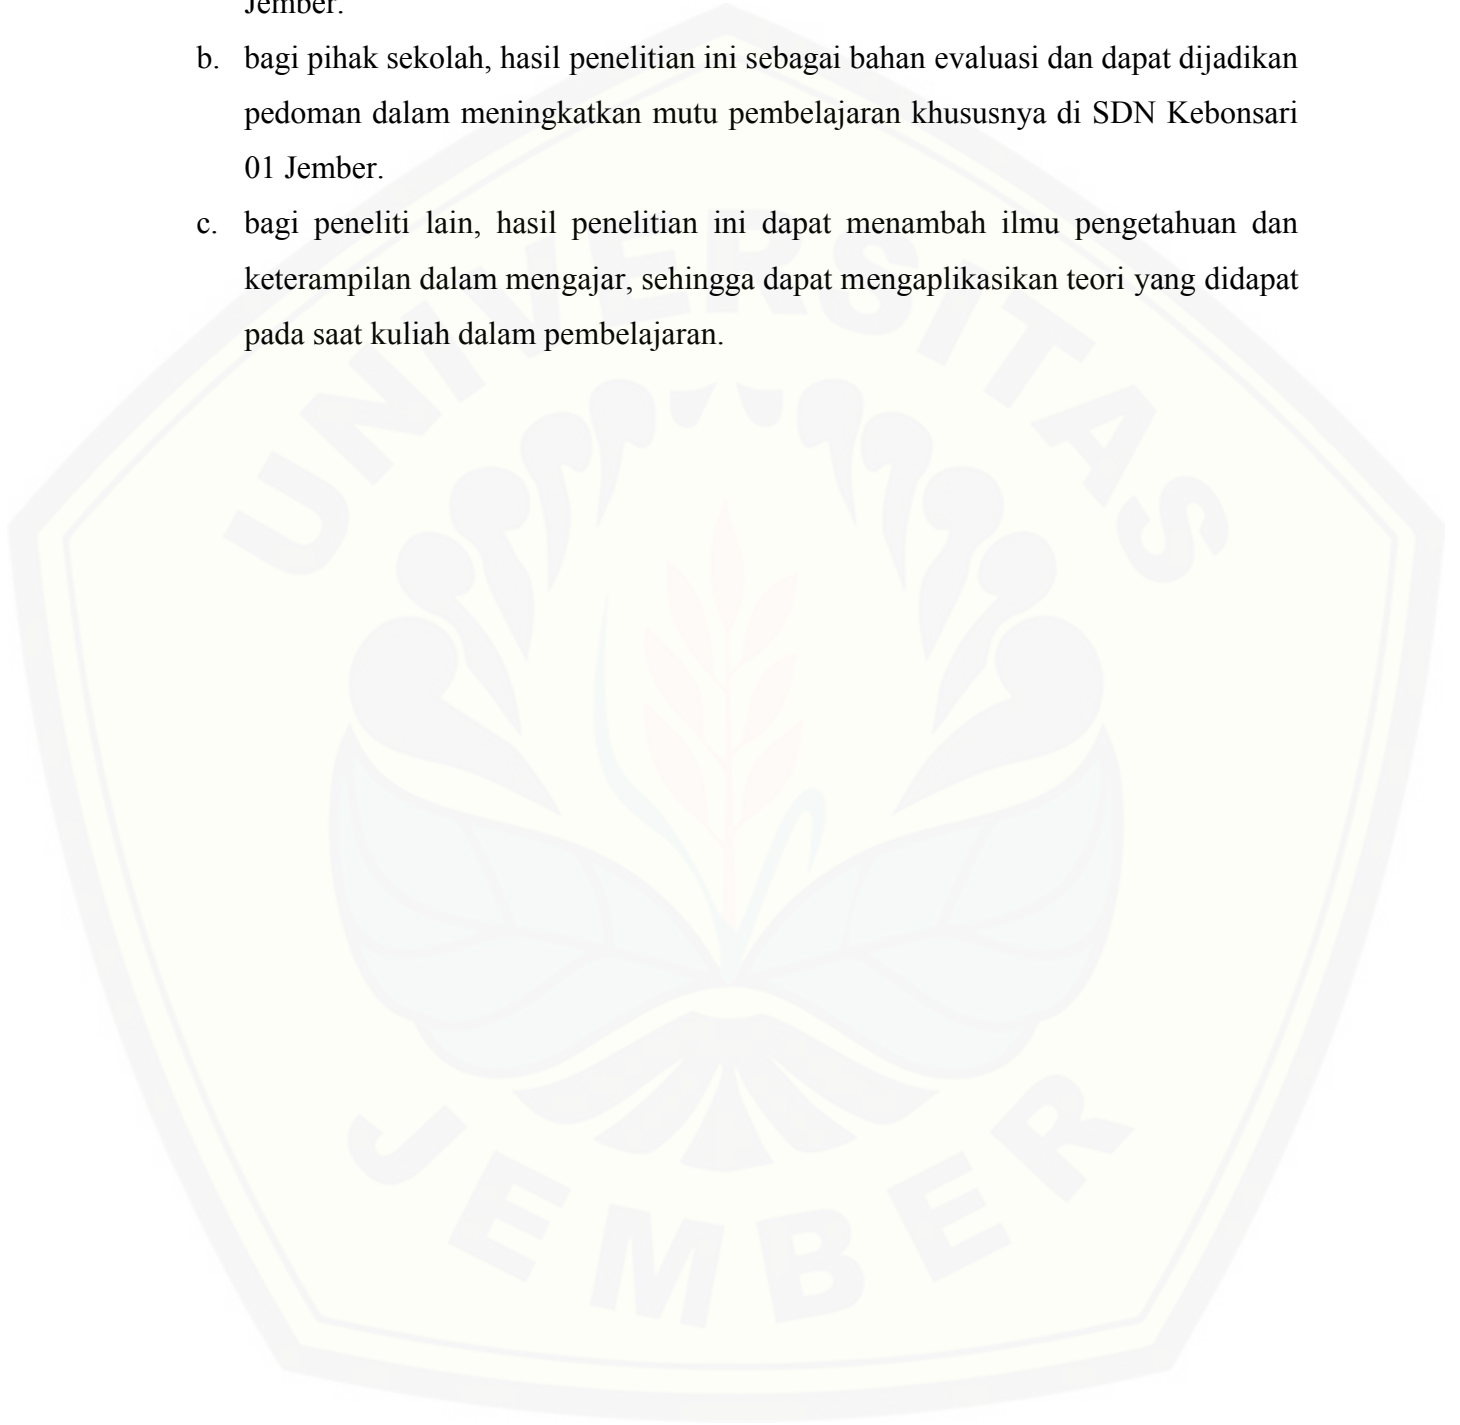 Jember.
b. bagi pihak sekolah, hasil penelitian ini sebagai bahan evaluasi dan dapat dijadikan
pedoman dalam meningkatkan mutu pembelajaran khususnya di SDN Kebonsari
01 Jember.
c. bagi peneliti lain, hasil penelitian ini dapat menambah ilmu pengetahuan dan
keterampilan dalam mengajar, sehingga dapat mengaplikasikan teori yang didapat
pada saat kuliah dalam pembelajaran.
UNIVERSITAS
JEMBER